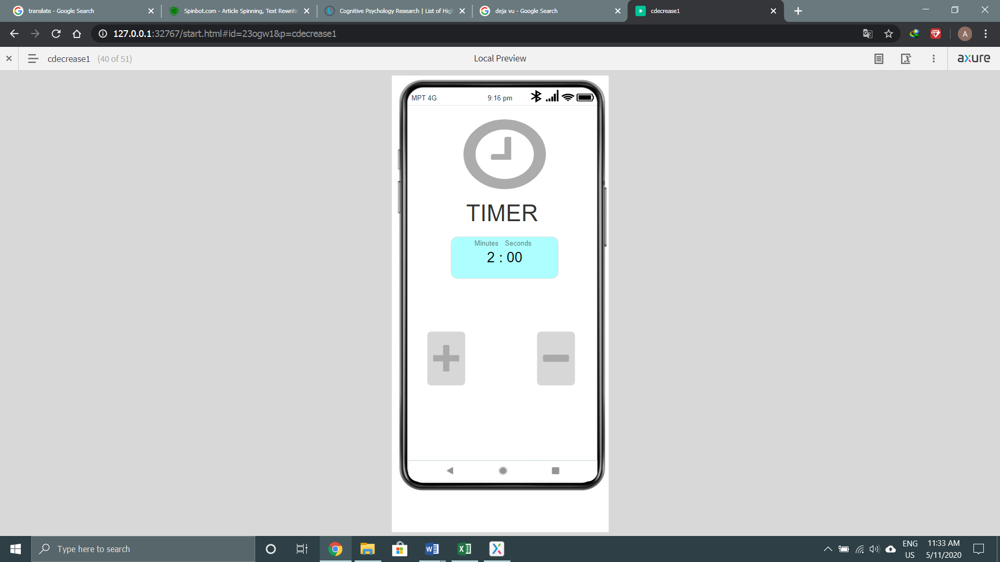 translate - Google Search
Spinbot.com - Article Spinning, Text Rewriti
Cognitive Psychology Research | List of High
deja vu - Google Search
cdecrease1
127.0.0.1:32767/start.html#id=23ogw1&p=cdecrease1
A
cdecrease1 (40 of 51)
Local Preview
axure
MPT 4G
9:16 pm
TIMER
Minutes Seconds
2 : 00
Type here to search
ENG
US
11:33 AM
5/11/2020